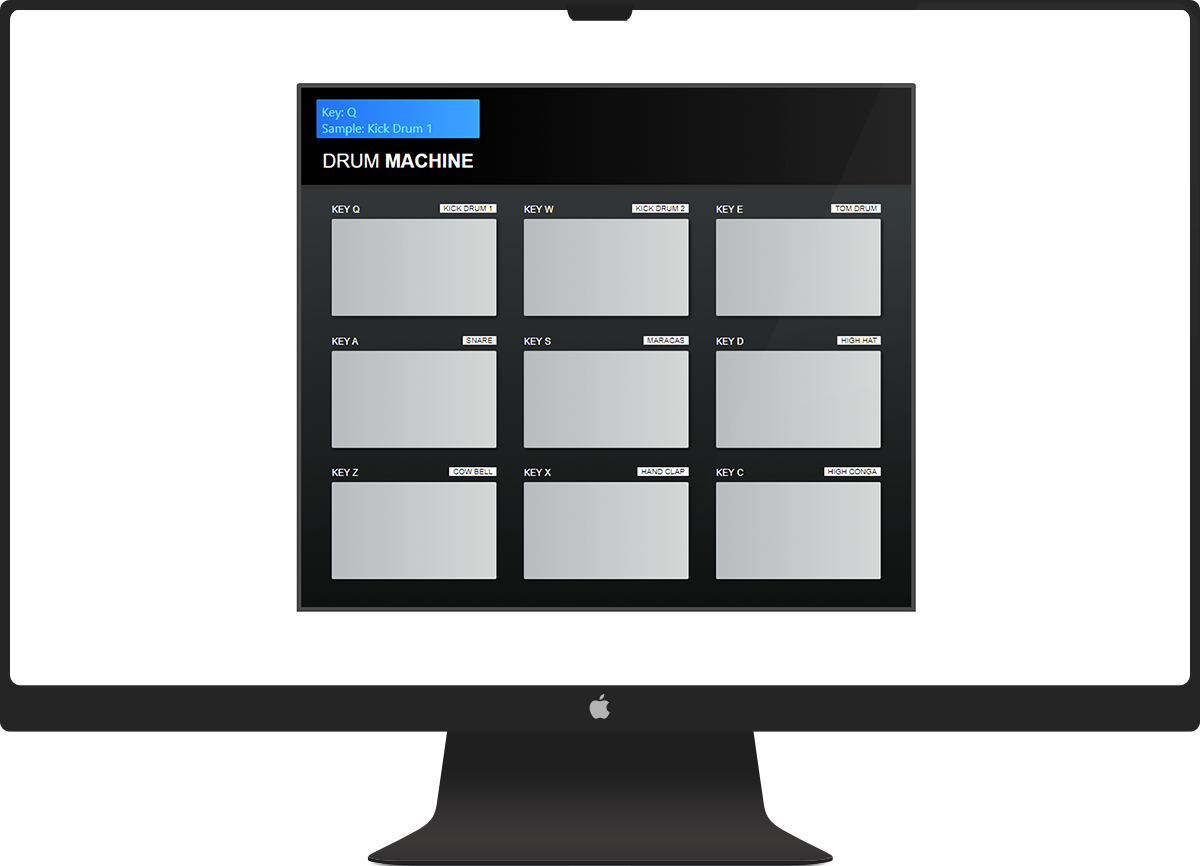 Key: Q
Sample: Kick Drum 1
DRUM MACHINE
KEY Q KICK DRUM 1 KEY W KICK DRUM 2 KEY E TOM DRUM
KEY A SNARE KEY S MARACAS KEY D HIGH HAT
KEY Z COW BELL KEY X HAND CLAP KEY C HIGH CONGA